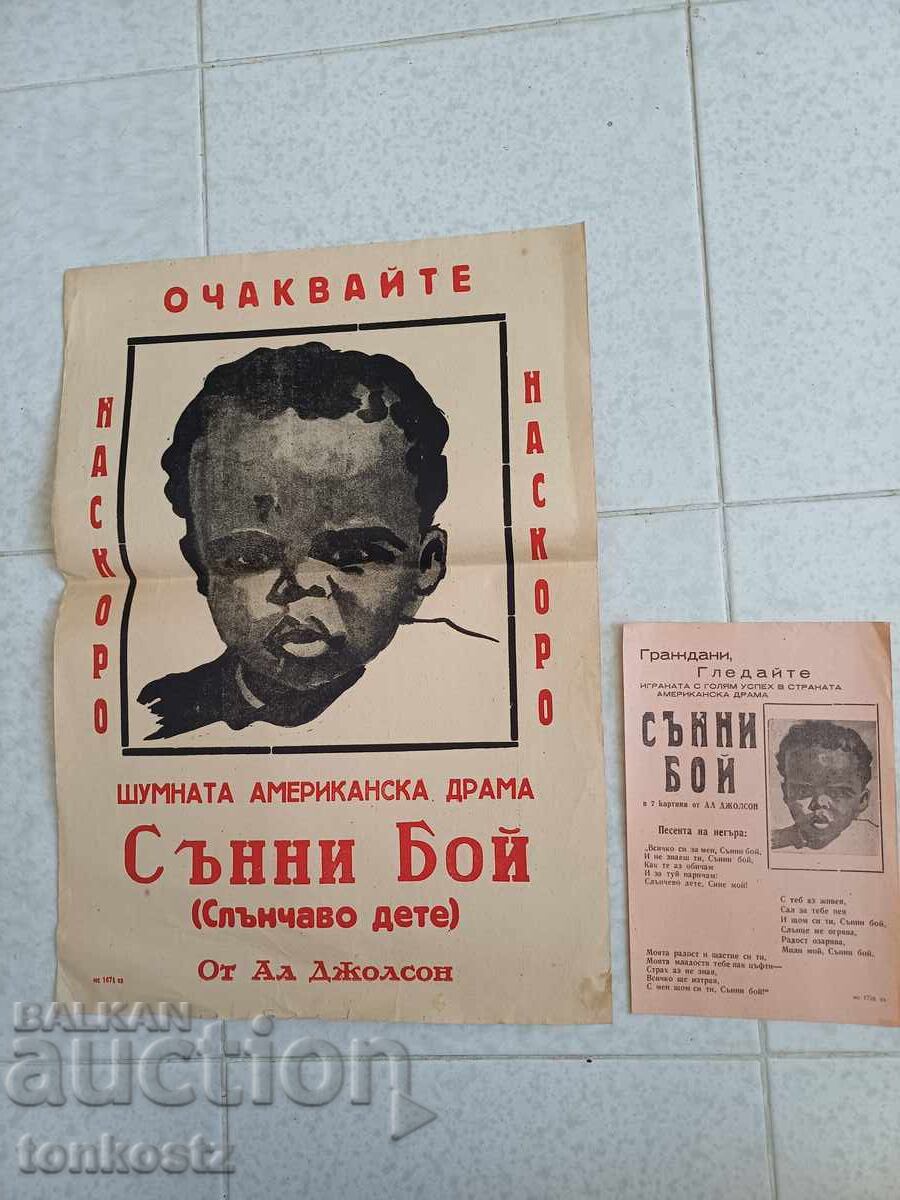 ОЧАКВАЙТЕ
НАСКОРО
НАСКОРО
ШУМНАТА АМЕРИКАНСКА ДРАМА
Сънни Бой
(Слънчаво дете)
От Ал Джолсон
Граждани,
Гледайте
ИГРАНАТА С ГОЛЯМ УСПЕХ В СТРАНАТА
АМЕРИКАНСКА ДРАМА
СЪННИ
БОЙ
в 7 картини от АЛ ДЖОЛСОН
Песента на негъра:
„Всичко си за мен, Сънни бой,
И не знаеш ти, Сънни бой,
Как те аз обичам
И за туй наричам:
Слънчево дете, Сине мой!
С теб аз живея,
Сал за тебе пея
И щом си ти, Сънни бой,
Слънце ме огрява,
Радост озарява,
Мили мой, Сънни бой,
Моята радост и щастие си ти,
Моята младост в тебе пак цъфти—
Страх аз не зная,
Всичко ще изтрая,
С мен щом си ти, Сънни бой!"
BALKAN
auction
tonkostz